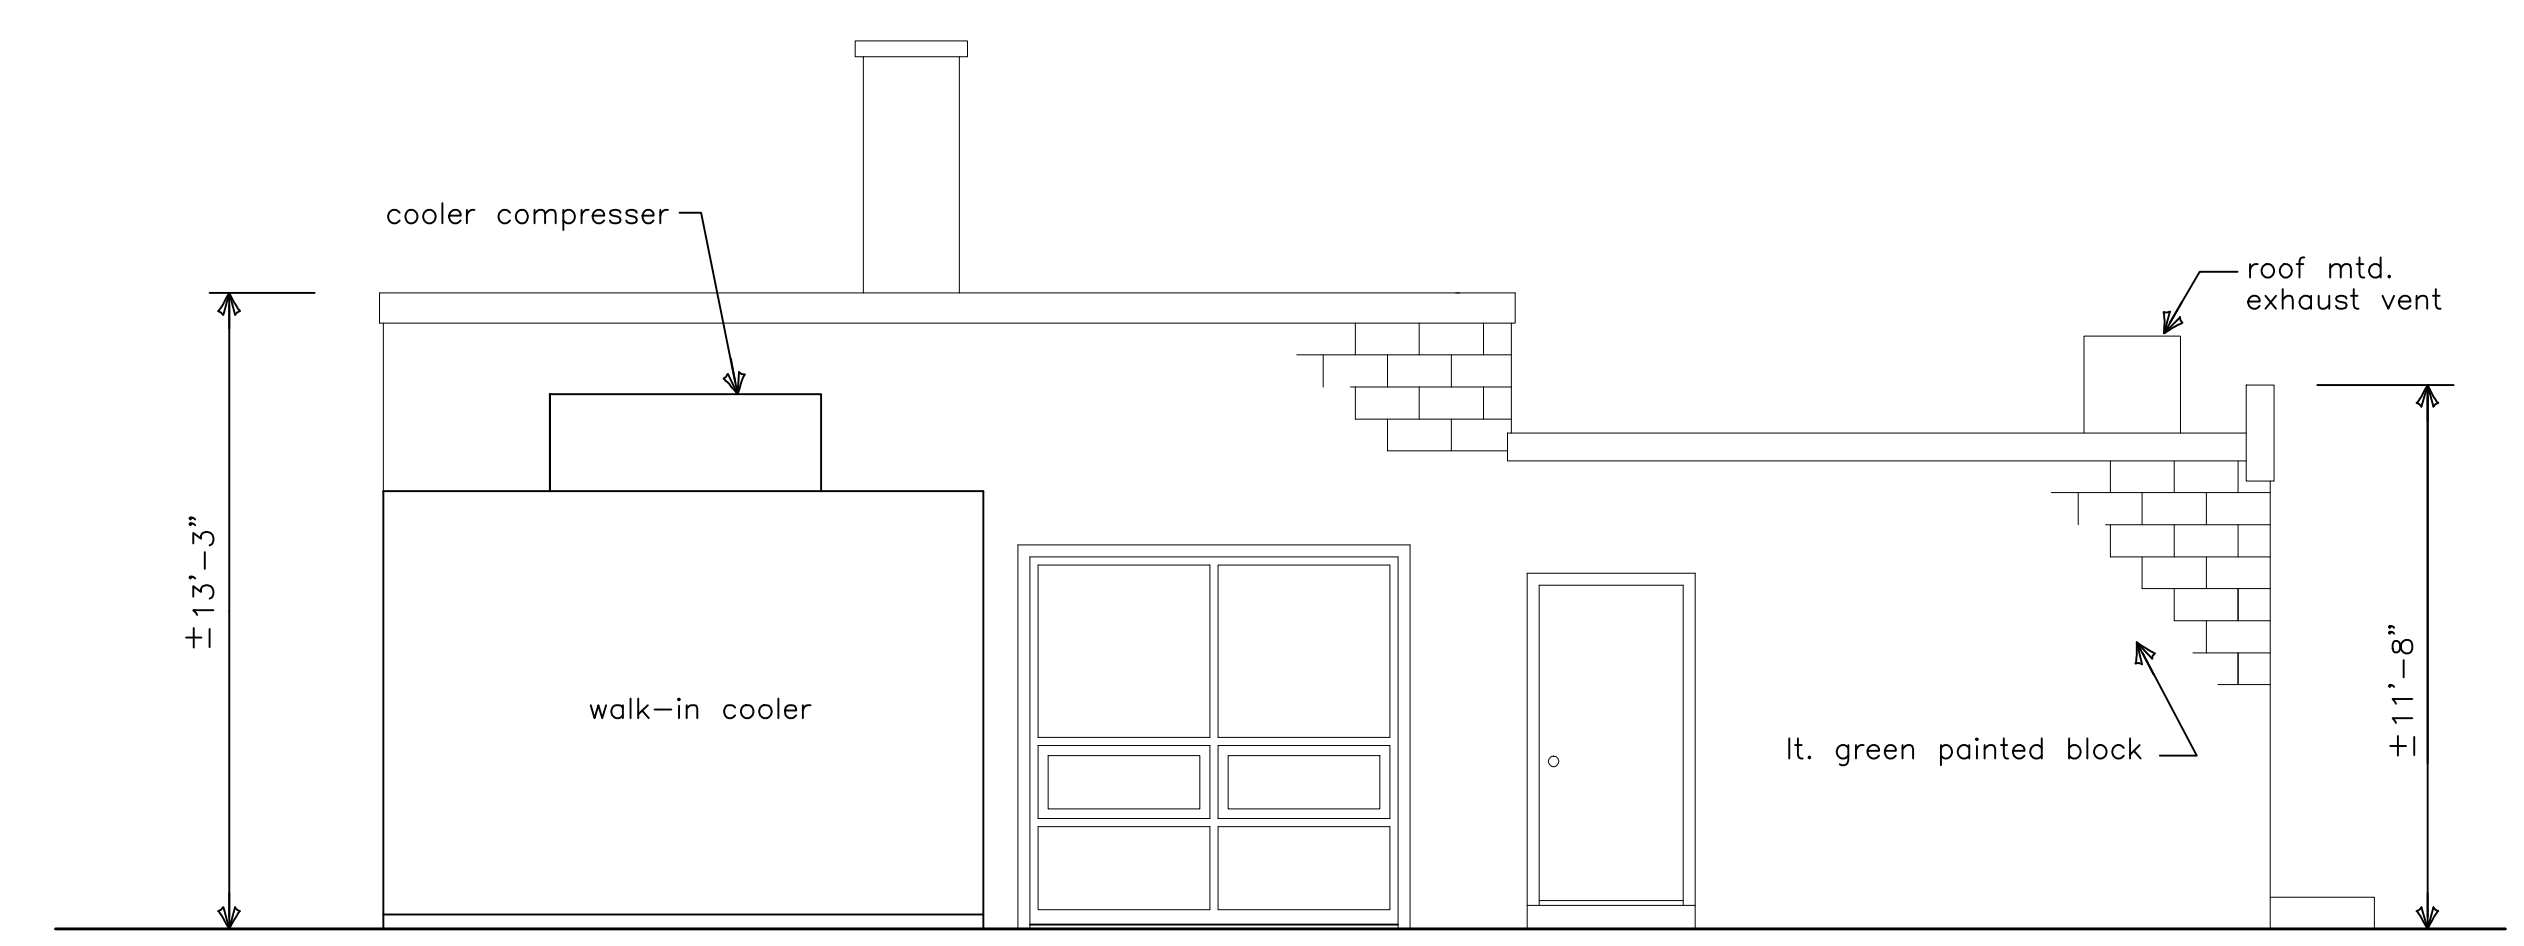 cooler compresser
roof mtd.
exhaust vent
±13'-3"
walk-in cooler
lt. green painted block
±11'-8"